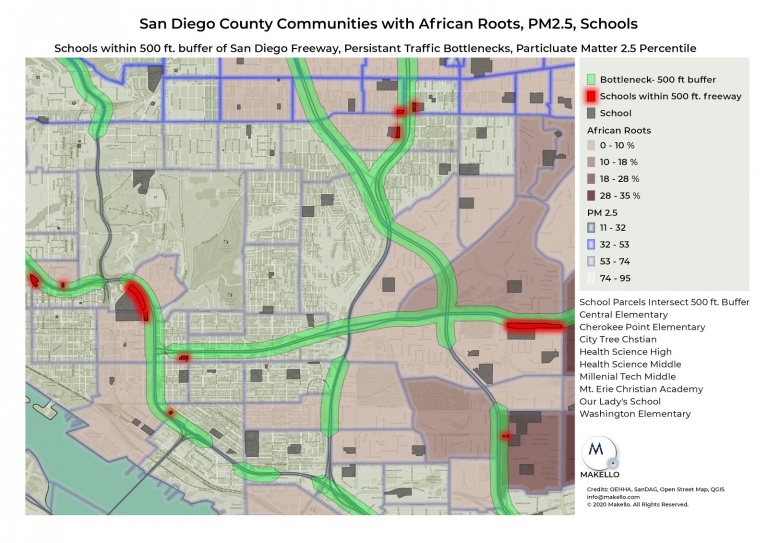 San Diego County Communities with African Roots, PM2.5, Schools
Schools within 500 ft. buffer of San Diego Freeway, Persistant Traffic Bottlenecks, Particluate Matter 2.5 Percentile
Bottleneck- 500 ft buffer
Schools within 500 ft. freeway
School
African Roots
0 - 10 %
10 - 18 %
18 - 28 %
28 - 35 %
PM 2.5
11 - 32
32 - 53
53 - 74
74 - 95
School Parcels Intersect 500 ft. Buffer
Central Elementary
Cherokee Point Elementary
City Tree Chstian
Health Science High
Health Science Middle
Millenial Tech Middle
Mt. Erie Christian Academy
Our Lady's School
Washington Elementary
M
MAKELLO
Credits: OEHHA, SanDAG, Open Street Map, QGIS
info@makello.com
© 2020 Makello. All Rights Reserved.